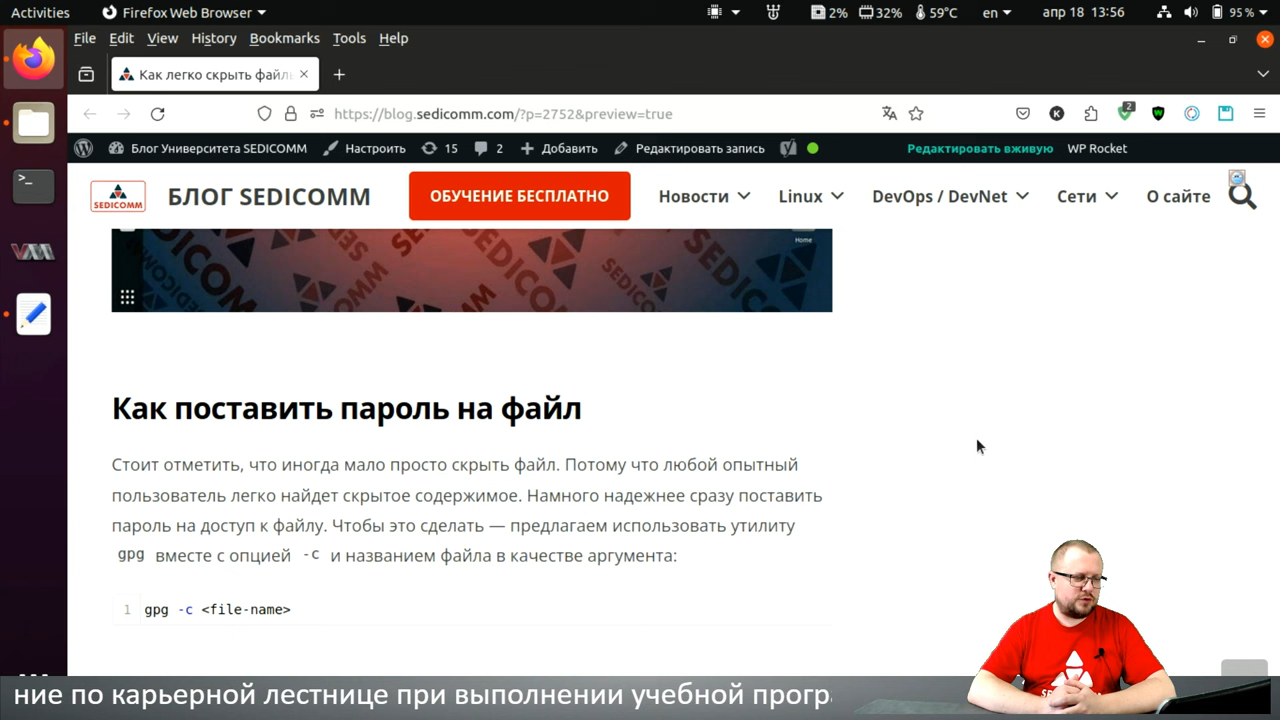 Activities Firefox Web Browser 2% 32% 59°C en апр 18 13:56 95%
File Edit View History Bookmarks Tools Help
Как легко скрыть файлы
https://blog.sedicomm.com/?p=2752&preview=true 2
Блог Университета SEDICOMM Настроить 15 2 Добавить Редактировать запись Редактировать вживую WP Rocket
SEDICOMM БЛОГ SEDICOMM ОБУЧЕНИЕ БЕСПЛАТНО Новости Linux DevOps / DevNet Сети О сайте
Home
Как поставить пароль на файл
Стоит отметить, что иногда мало просто скрыть файл. Потому что любой опытный
пользователь легко найдет скрытое содержимое. Намного надежнее сразу поставить
пароль на доступ к файлу. Чтобы это сделать — предлагаем использовать утилиту
gpg вместе с опцией -c и названием файла в качестве аргумента:
1 gpg -c <file-name>
ние по карьерной лестнице при выполнении учебной програ